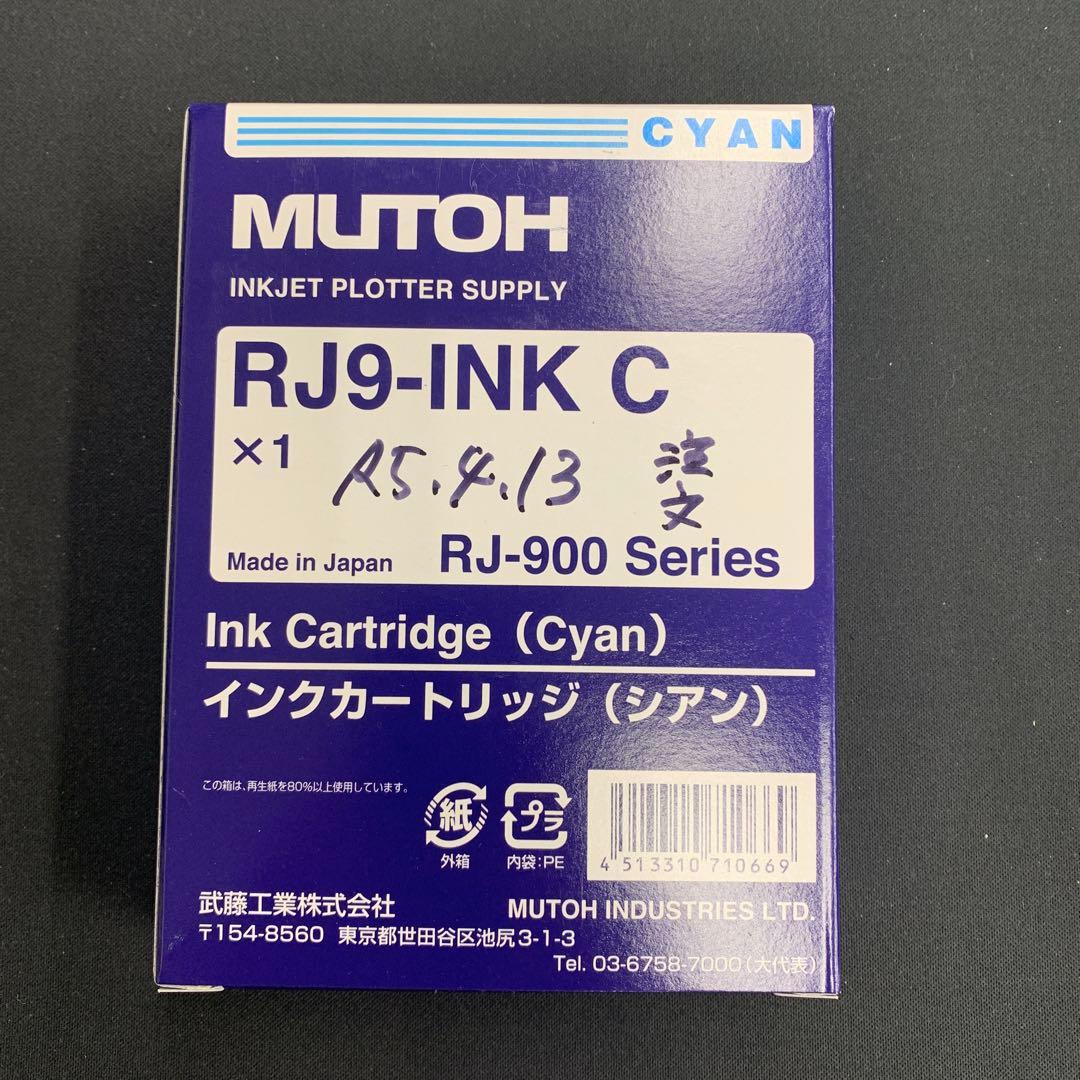 CYAN
MUTOH
INKJET PLOTTER SUPPLY
RJ9-INK C
×1 R5.4.13 注文
Made in Japan RJ-900 Series
Ink Cartridge（Cyan）
インクカートリッジ（シアン）
この箱は、再生紙を80%以上使用しています。
紙 プラ
外箱 内袋：PE
4 513310 710669
武藤工業株式会社 MUTOH INDUSTRIES LTD.
〒154-8560 東京都世田谷区池尻3-1-3
Tel. 03-6758-7000（大代表）